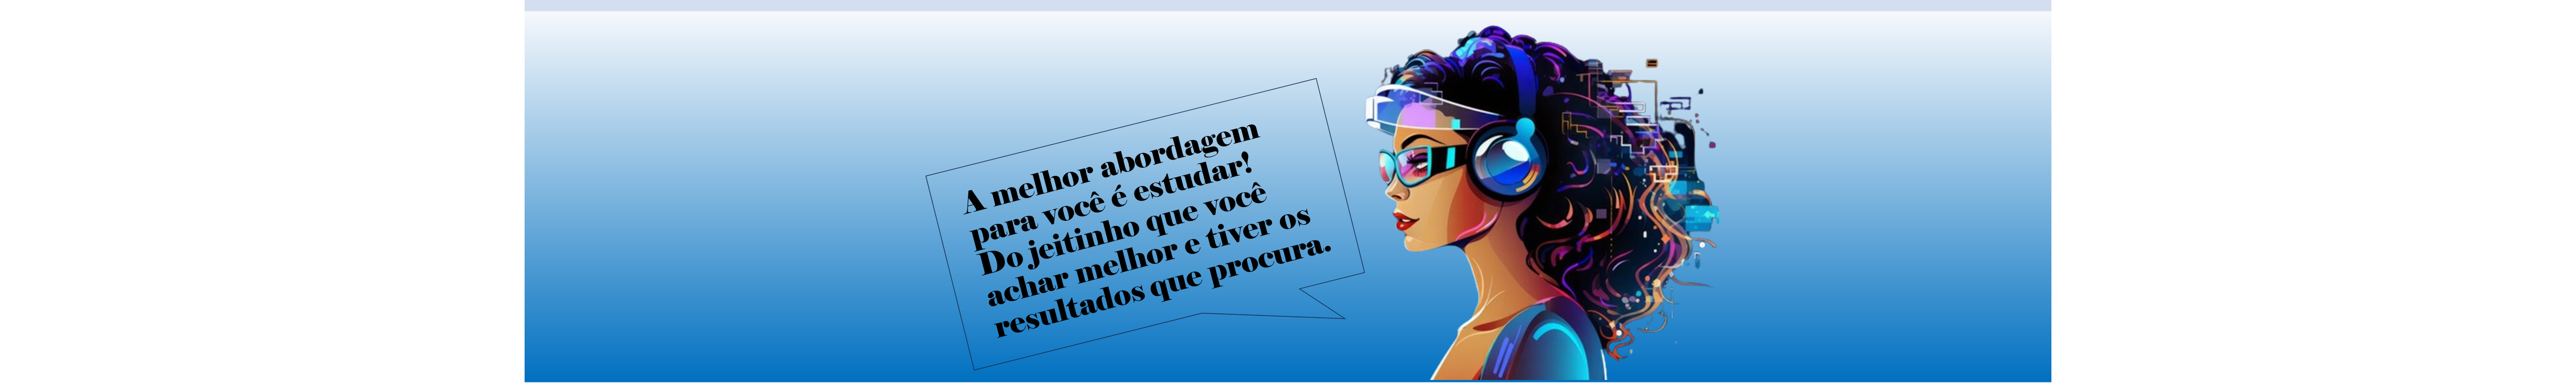 A melhor abordagem
para você é estudar!
Do jeitinho que você
achar melhor e tiver os
resultados que procura.